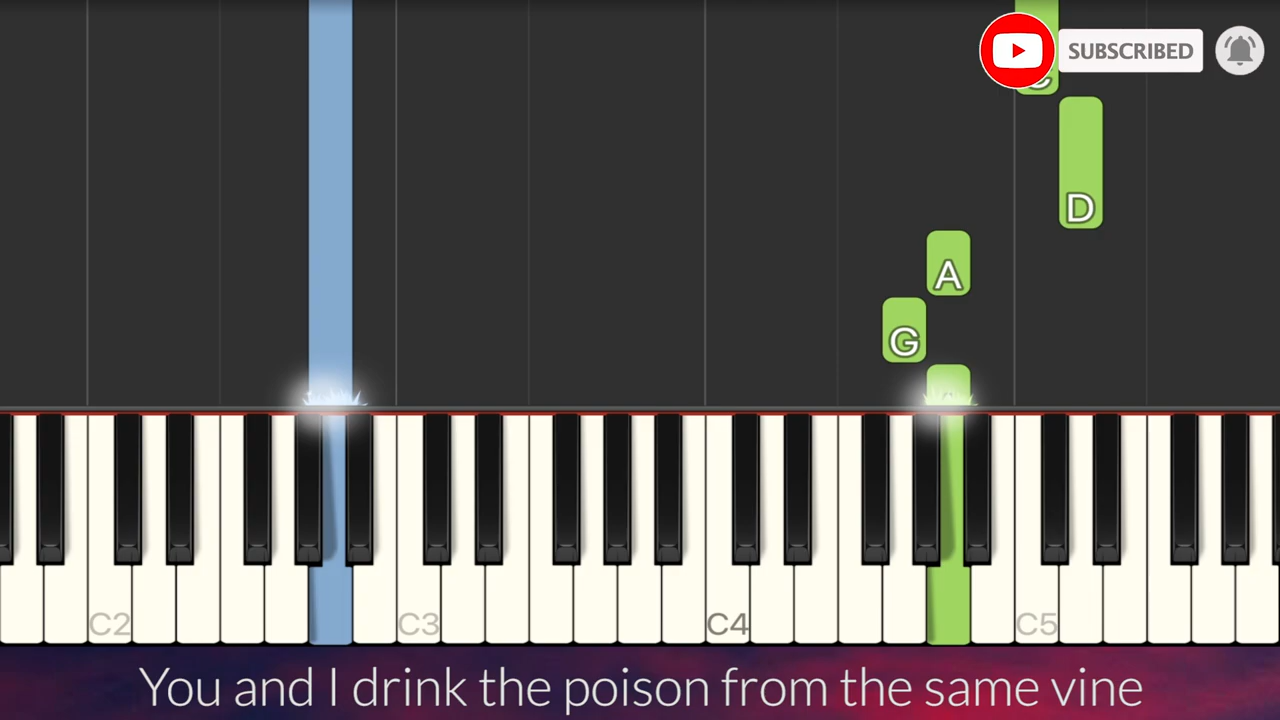 SUBSCRIBED
C
D
A
G
C2
C3
C4
C5
You and I drink the poison from the same vine